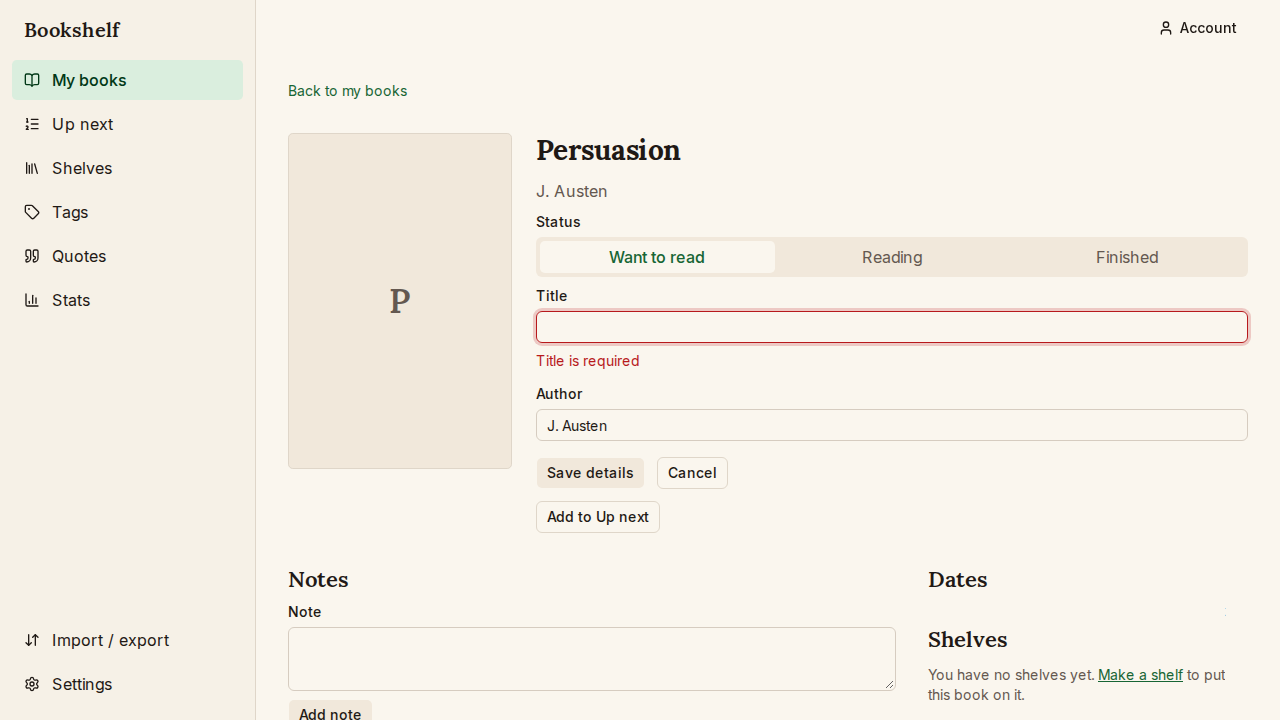 Bookshelf
My books
Up next
Shelves
Tags
Quotes
Stats
Import / export
Settings
Account
Back to my books
P
Persuasion
J. Austen
Status
Want to read
Reading
Finished
Title
Title is required
Author
J. Austen
Save details
Cancel
Add to Up next
Notes
Note
Add note
Dates
Shelves
You have no shelves yet. Make a shelf to put
this book on it.